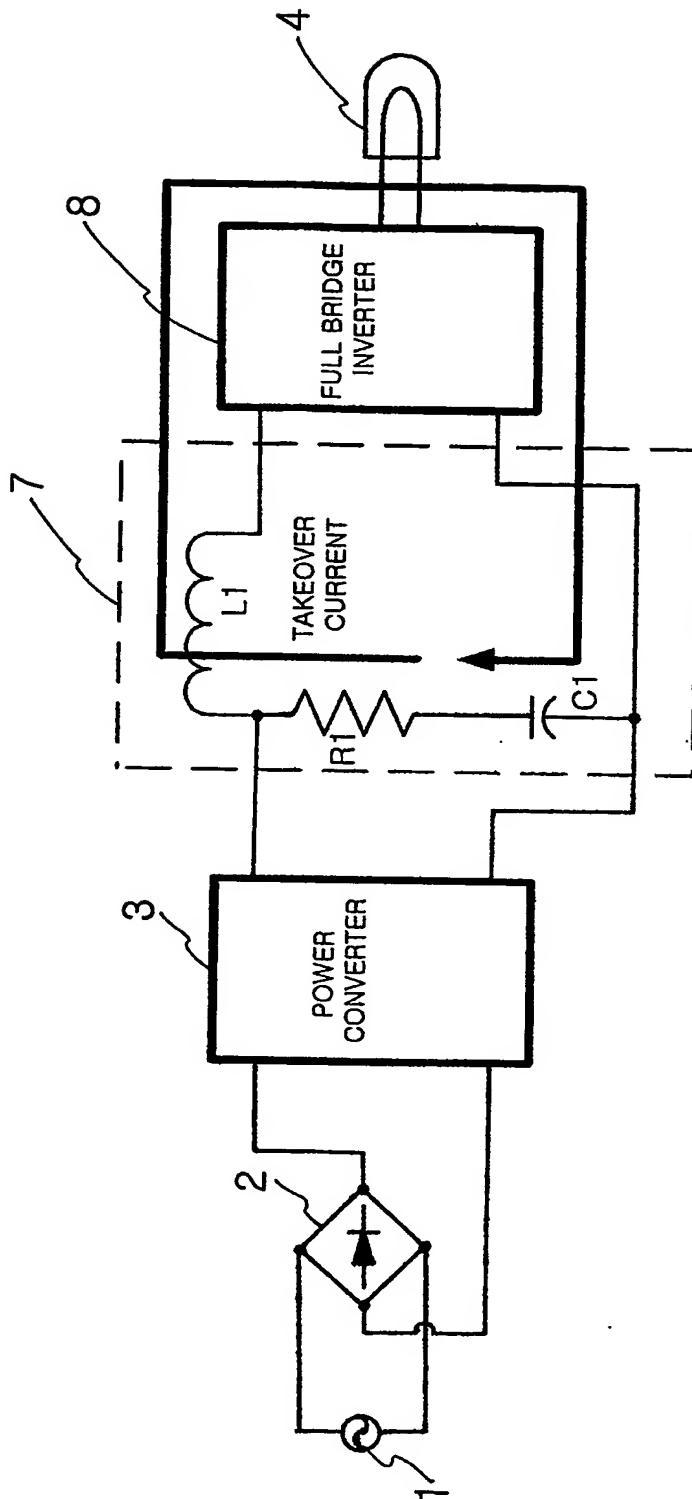 1
2
3
POWER
CONVERTER
7
R1
C1
L1
TAKEOVER
CURRENT
8
FULL BRIDGE
INVERTER
4